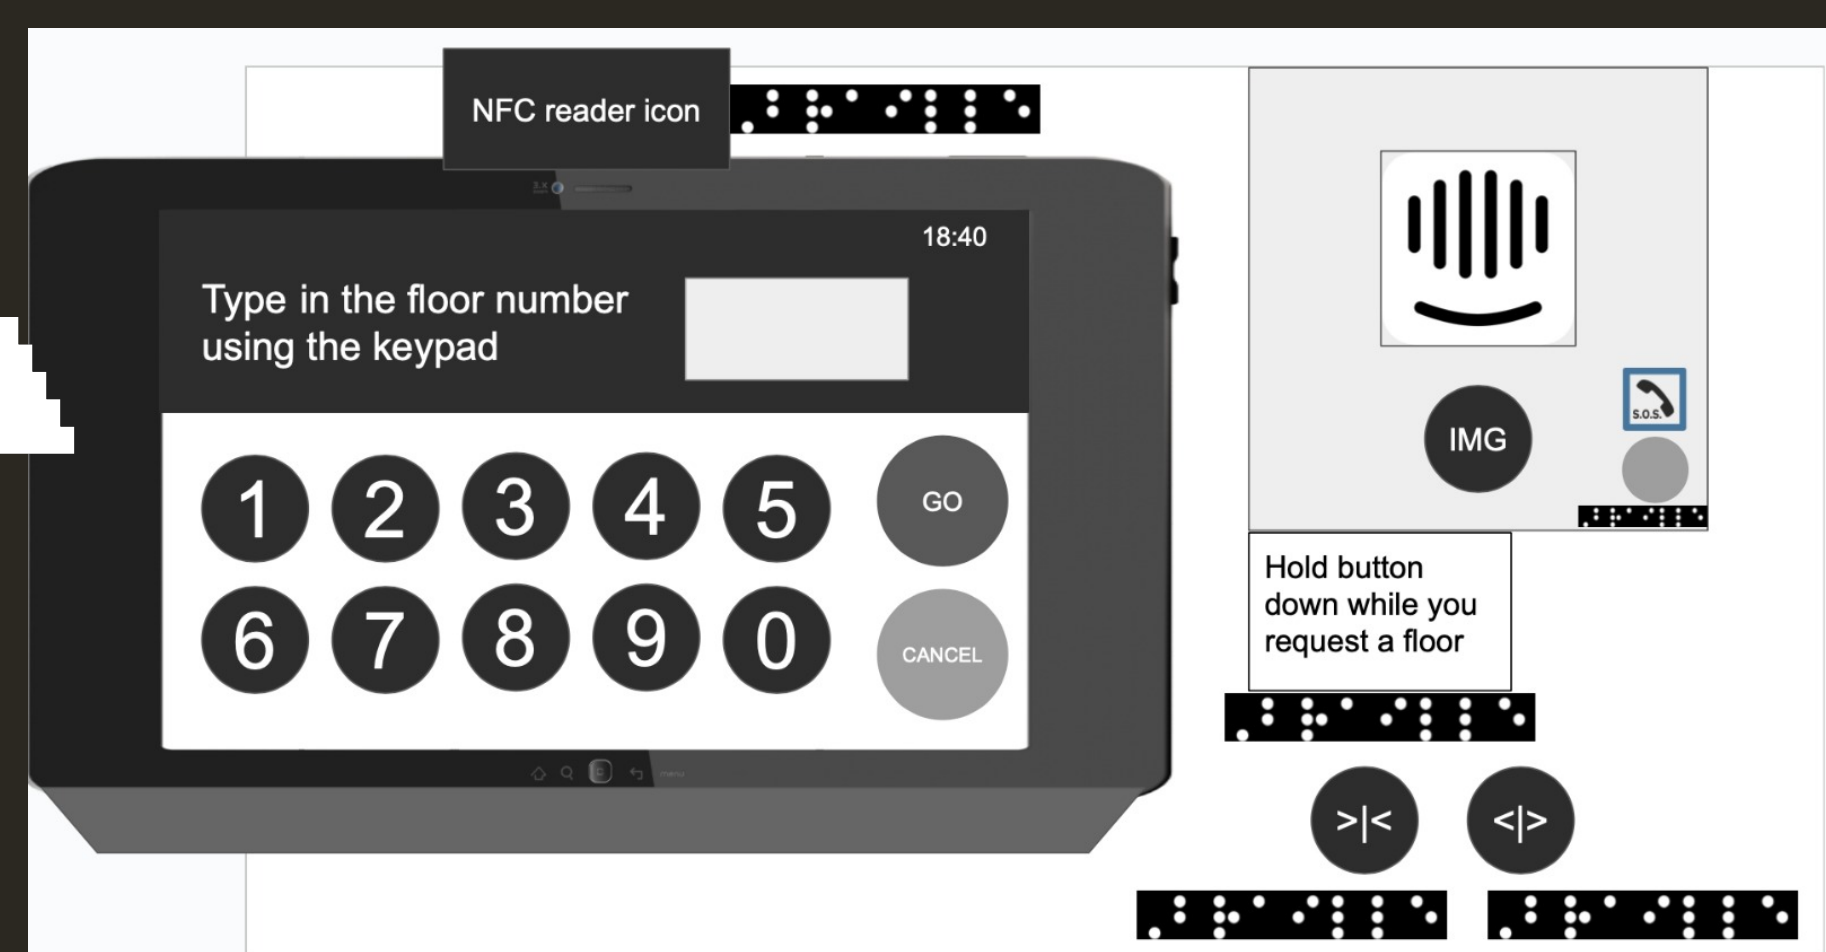 NFC reader icon
18:40
Type in the floor number
using the keypad
1 2 3 4 5
GO
6 7 8 9 0
CANCEL
menu
S.O.S.
IMG
Hold button
down while you
request a floor
>|<
<|>